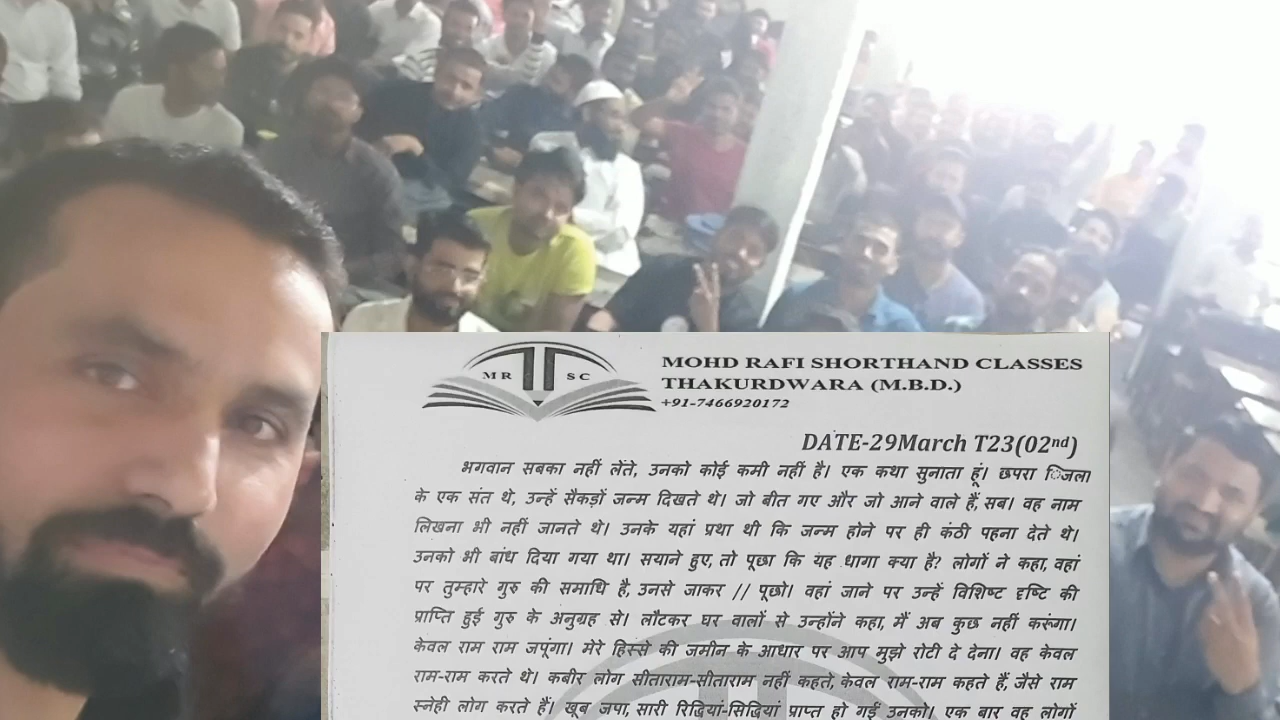 MR SC
MOHD RAFI SHORTHAND CLASSES
THAKURDWARA (M.B.D.)
+91-7466920172
DATE-29March T23(02nd)
भगवान सबका नहीं लेंते, उनको कोई कमी नहीं है। एक कथा सुनाता हूं। छपरा िजला
के एक संत थे, उन्हें सैकड़ों जन्म दिखते थे। जो बीत गए और जो आने वाले हैं, सब। वह नाम
लिखना भी नहीं जानते थे। उनके यहां प्रथा थी कि जन्म होने पर ही कंठी पहना देते थे।
उनको भी बांध दिया गया था। सयाने हुए, तो पूछा कि यह धागा क्या है? लोगों ने कहा, वहां
पर तुम्हारे गुरु की समाधि है, उनसे जाकर // पूछो। वहां जाने पर उन्हें विशिष्ट दृष्टि की
प्राप्ति हुई गुरु के अनुग्रह से। लौटकर घर वालों से उन्होंने कहा, मैं अब कुछ नहीं करूंगा।
केवल राम राम जपूंगा। मेरे हिस्से की जमीन के आधार पर आप मुझे रोटी दे देना। वह केवल
राम-राम करते थे। कबीर लोग सीताराम-सीताराम नहीं कहते, केवल राम-राम कहते हैं, जैसे राम
स्नेही लोग करते हैं। खूब जपा, सारी रिद्धियां-सिद्धियां प्राप्त हो गईं उनको। एक बार वह लोगों